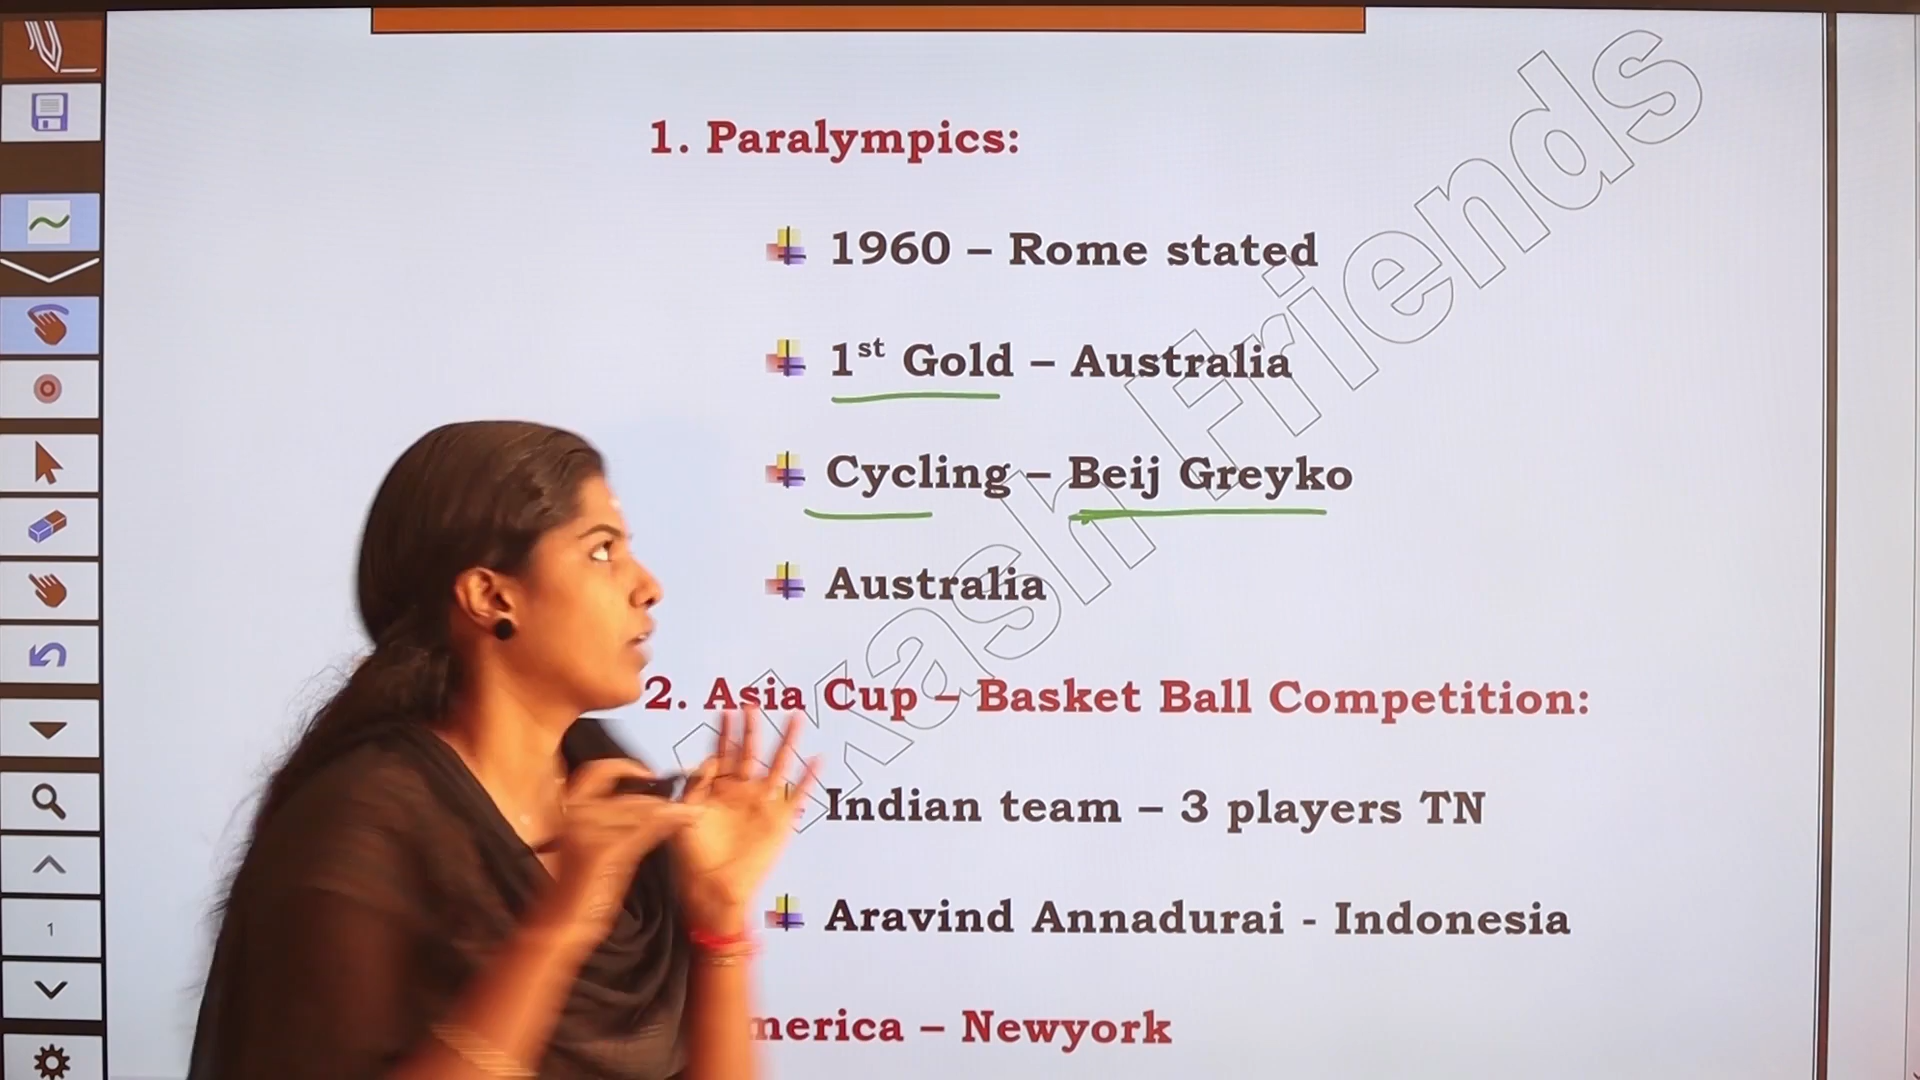 1. Paralympics:
1960 – Rome stated
1st Gold – Australia
Cycling – Beij Greyko
Australia
2. Asia Cup – Basket Ball Competition:
Indian team – 3 players TN
Aravind Annadurai - Indonesia
merica – Newyork
1
kash Friends